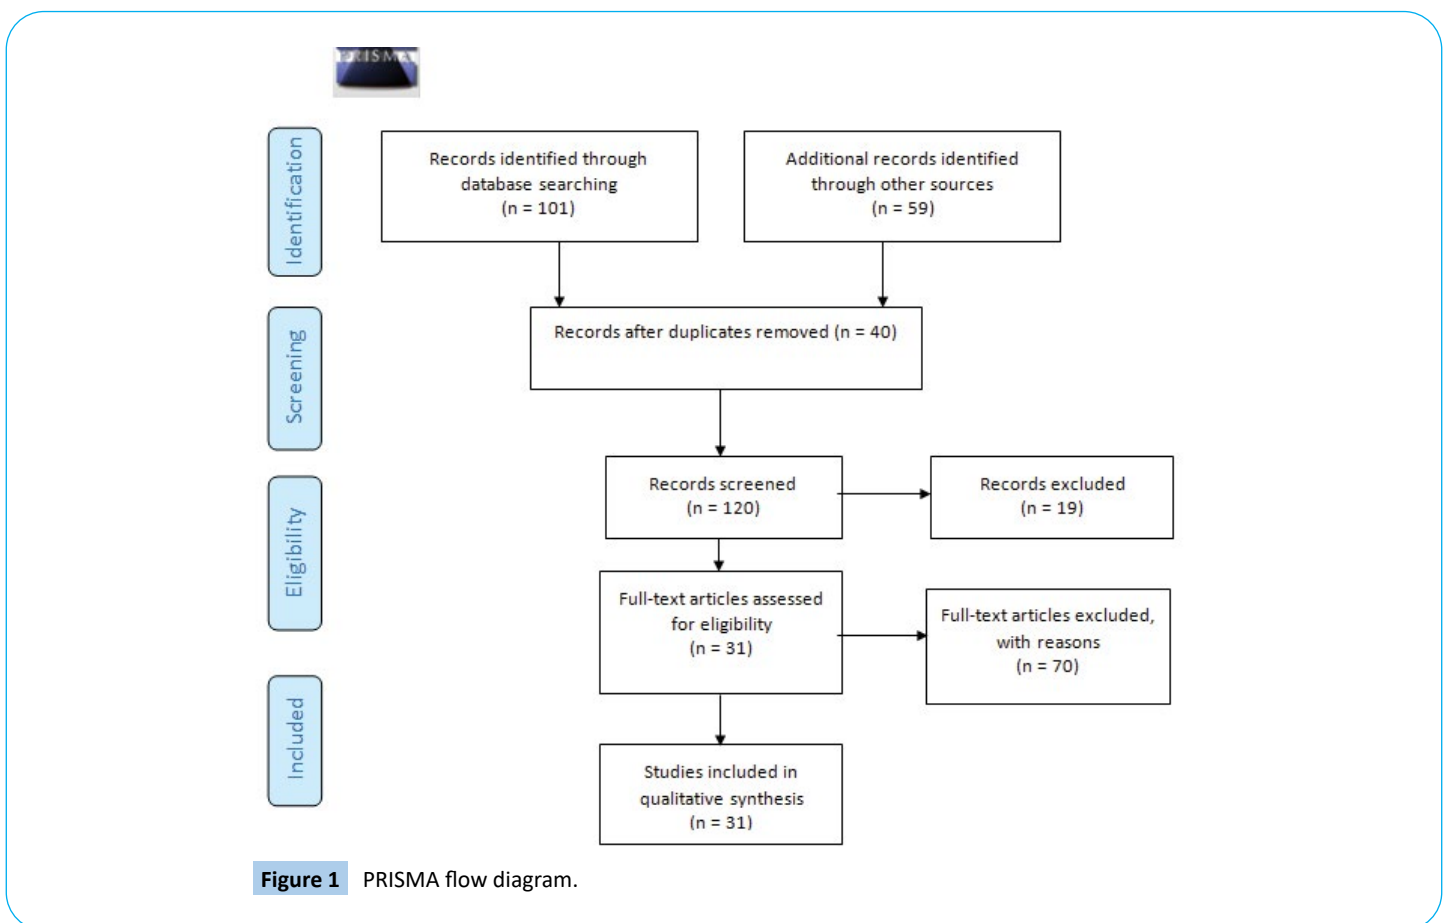 PRISMA
Identification
Records identified through
database searching
(n = 101)
Additional records identified
through other sources
(n = 59)
Screening
Records after duplicates removed (n = 40)
Records screened
(n = 120)
Records excluded
(n = 19)
Eligibility
Full-text articles assessed
for eligibility
(n = 31)
Full-text articles excluded,
with reasons
(n = 70)
Included
Studies included in
qualitative synthesis
(n = 31)
Figure 1 PRISMA flow diagram.